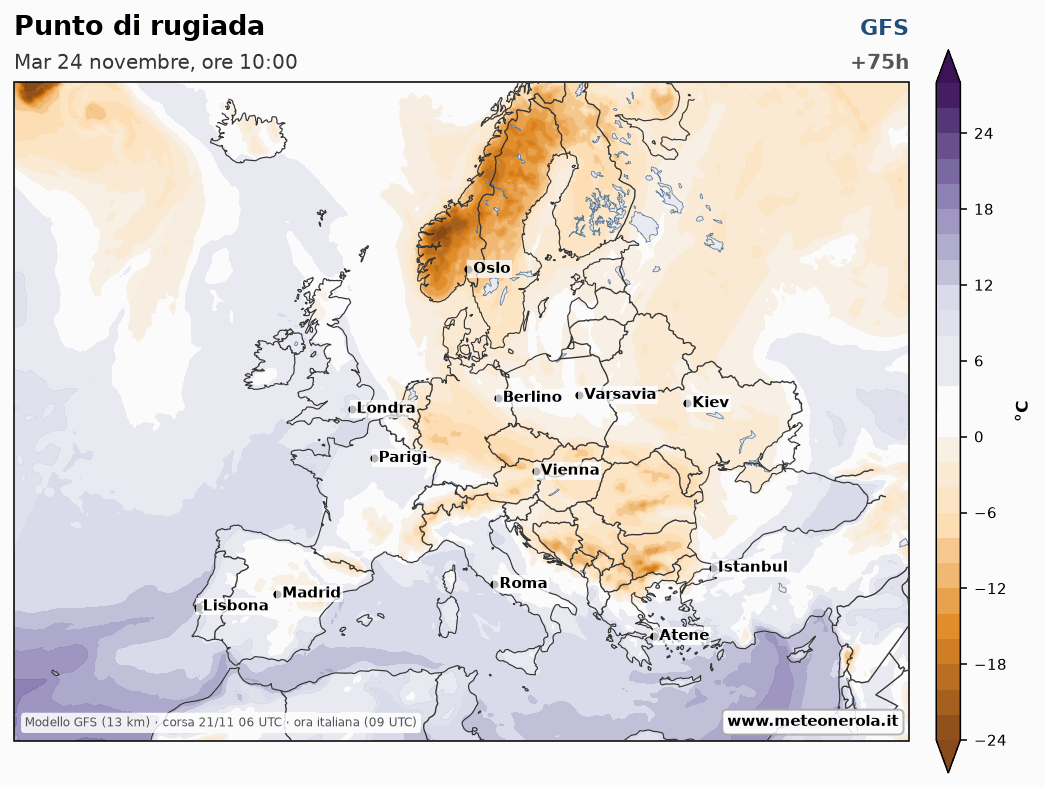 Punto di rugiada
GFS
Mar 24 novembre, ore 10:00
+75h
24
18
12
6
0
−6
−12
−18
−24
°C
Oslo
Berlino
Varsavia
Kiev
Londra
Parigi
Vienna
Istanbul
Roma
Madrid
Lisbona
Atene
Modello GFS (13 km) · corsa 21/11 06 UTC · ora italiana (09 UTC)
www.meteonerola.it